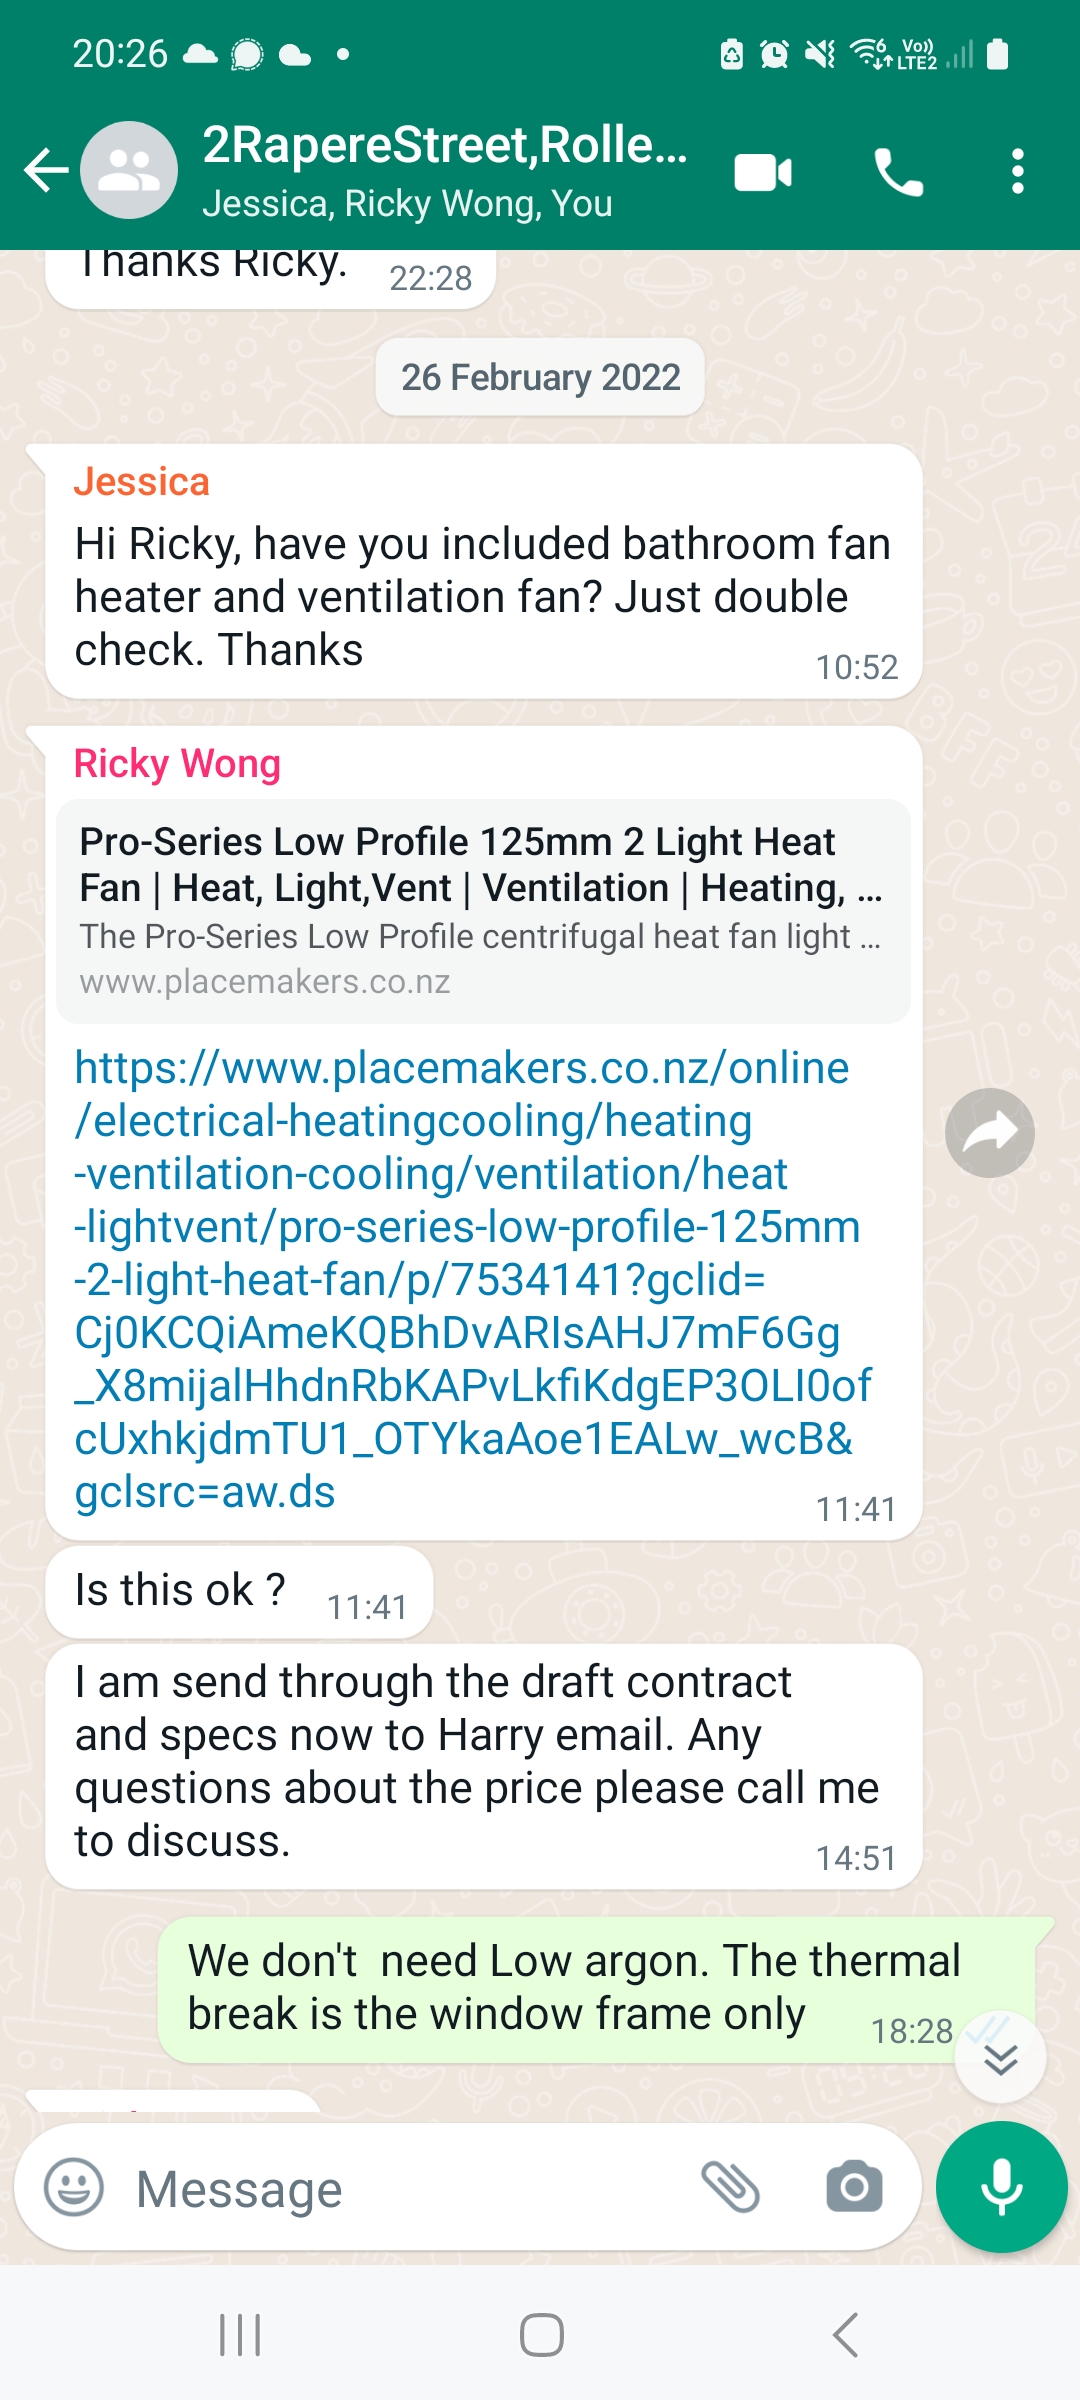 20:26
6 Vo)) LTE2
2RapereStreet,Rolle...
Jessica, Ricky Wong, You
Thanks Ricky. 22:28
26 February 2022
Jessica
Hi Ricky, have you included bathroom fan
heater and ventilation fan? Just double
check. Thanks 10:52
Ricky Wong
Pro-Series Low Profile 125mm 2 Light Heat
Fan | Heat, Light,Vent | Ventilation | Heating, ...
The Pro-Series Low Profile centrifugal heat fan light ...
www.placemakers.co.nz
https://www.placemakers.co.nz/online
/electrical-heatingcooling/heating
-ventilation-cooling/ventilation/heat
-lightvent/pro-series-low-profile-125mm
-2-light-heat-fan/p/7534141?gclid=
Cj0KCQiAmeKQBhDvARIsAHJ7mF6Gg
_X8mijalHhdnRbKAPvLkfiKdgEP3OLI0of
cUxhkjdmTU1_OTYkaAoe1EALw_wcB&
gclsrc=aw.ds 11:41
Is this ok ? 11:41
I am send through the draft contract
and specs now to Harry email. Any
questions about the price please call me
to discuss. 14:51
We don't  need Low argon. The thermal
break is the window frame only 18:28
Message